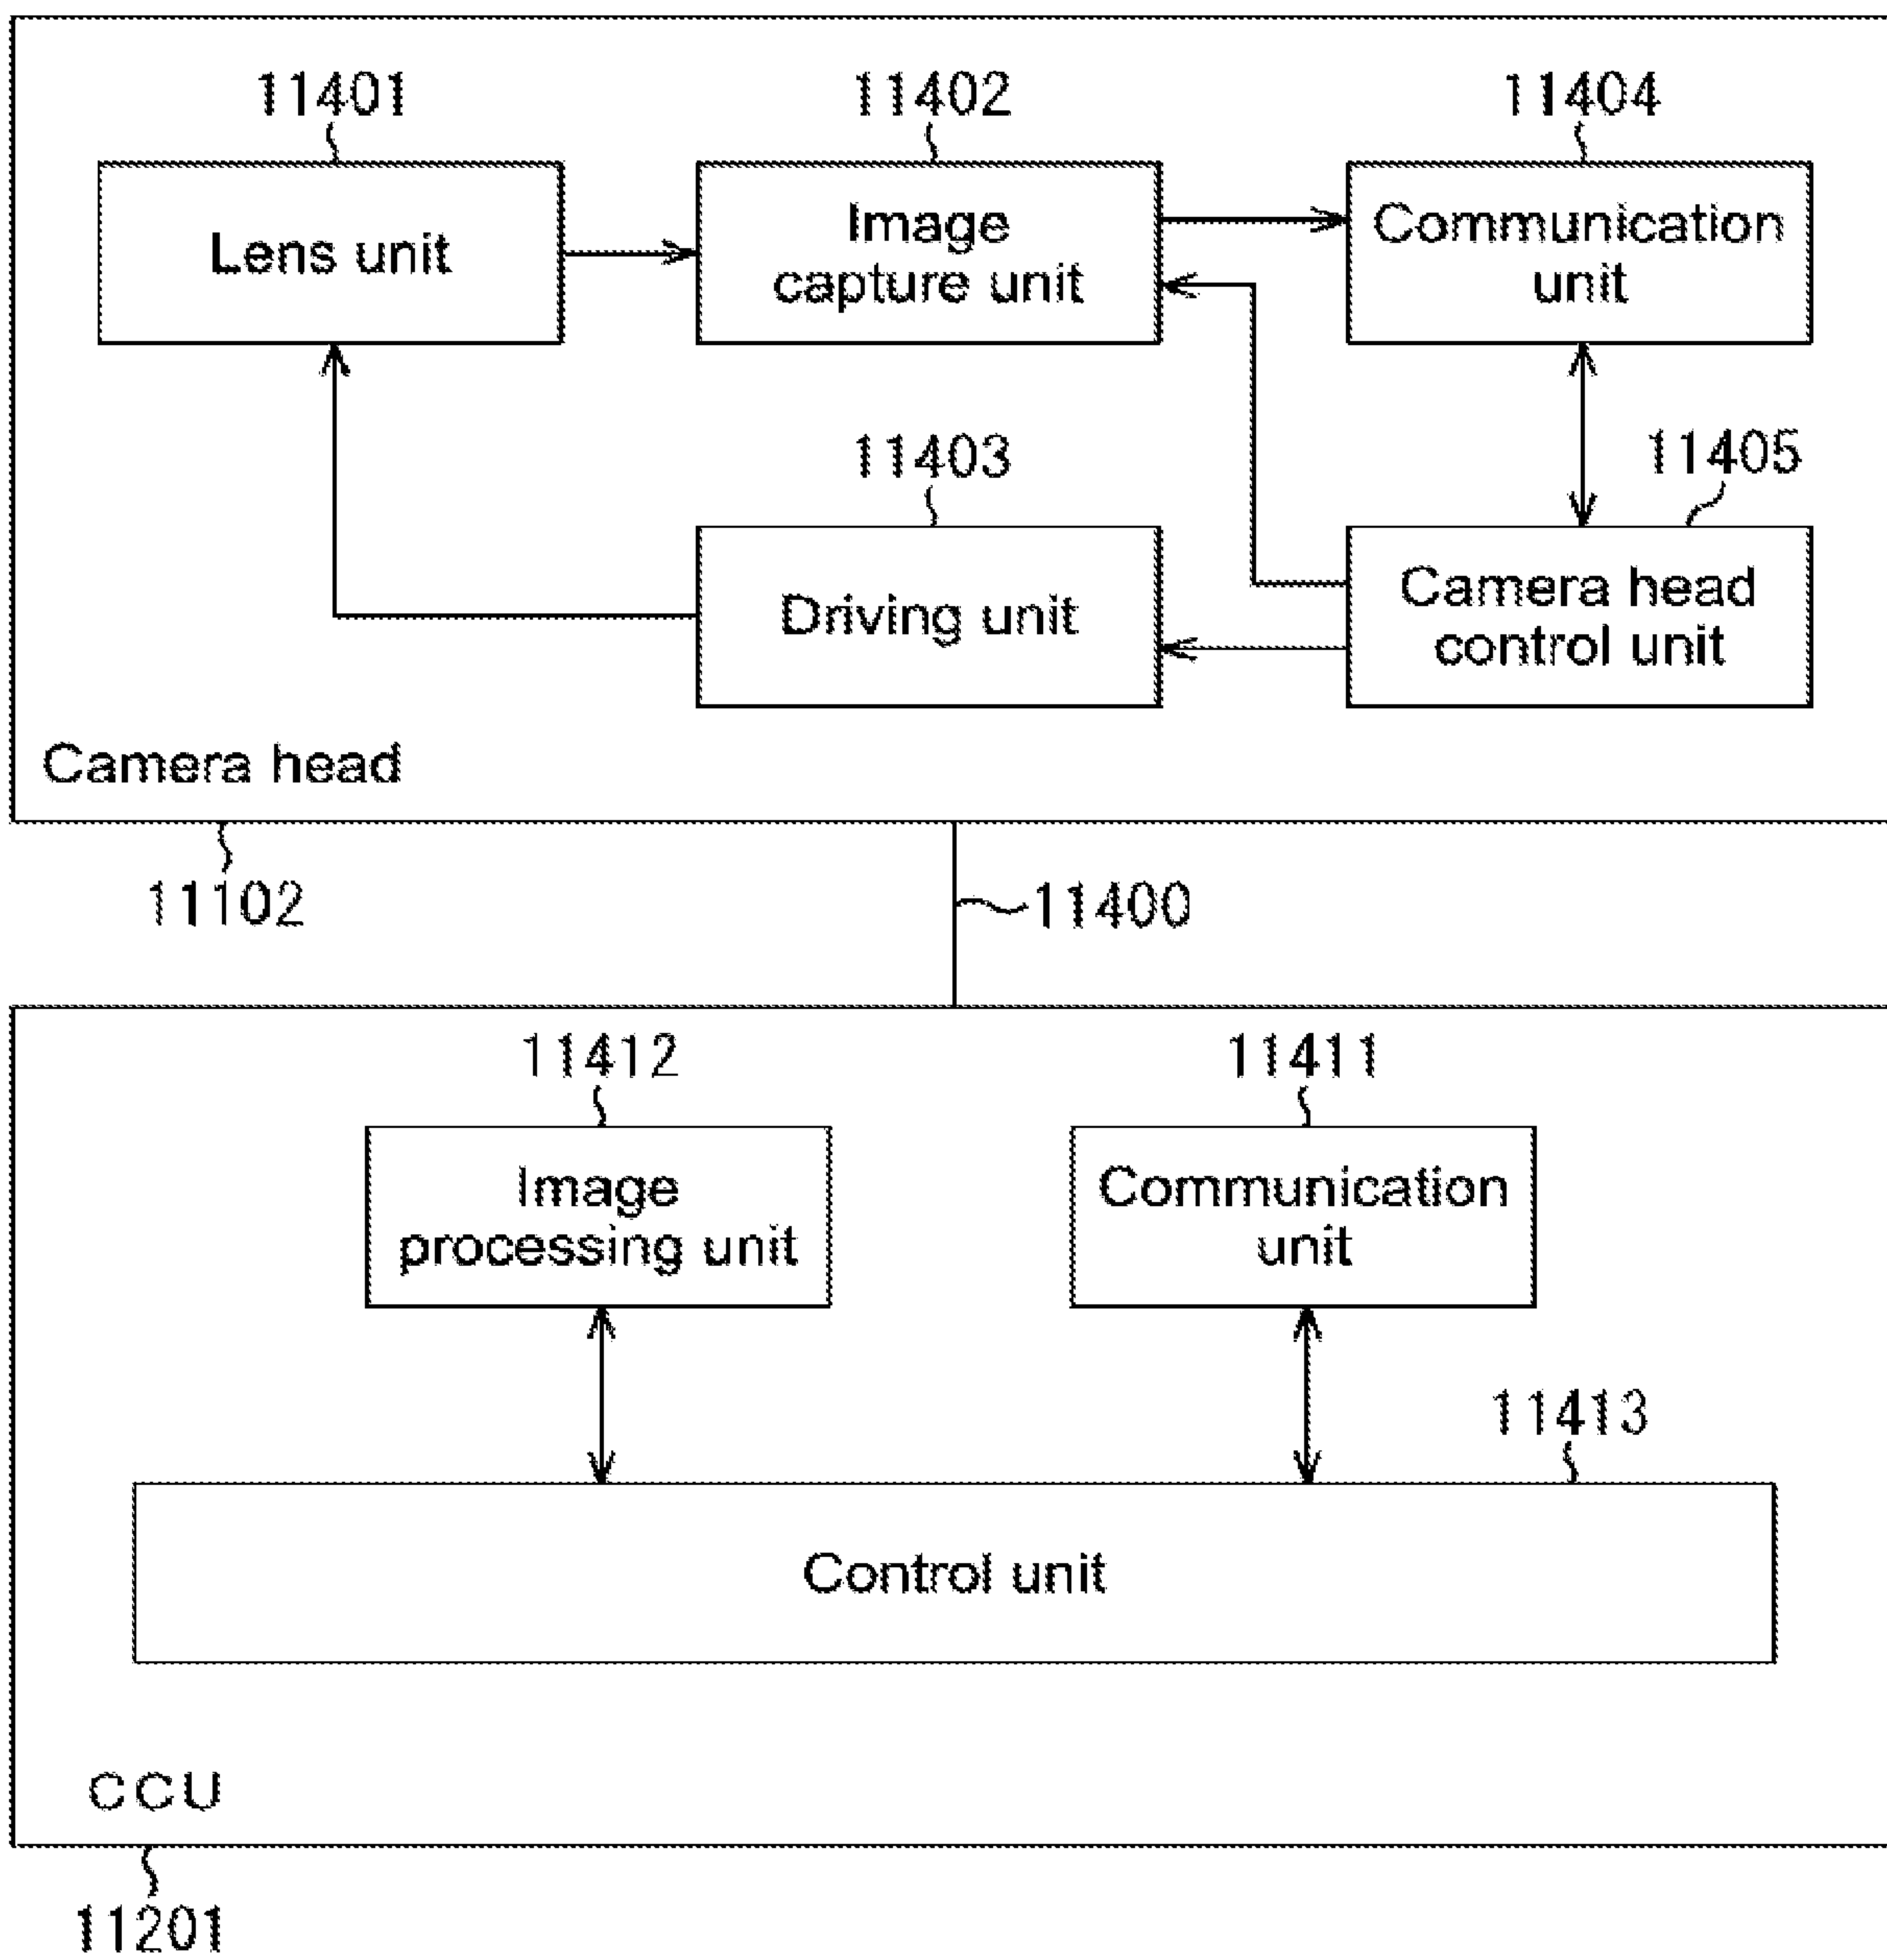 11401
11402
11404
Lens unit
Image
capture unit
Communication
unit
11403
11405
Driving unit
Camera head
control unit
Camera head
11102
11400
11412
11411
Image
processing unit
Communication
unit
11413
Control unit
CCU
11201